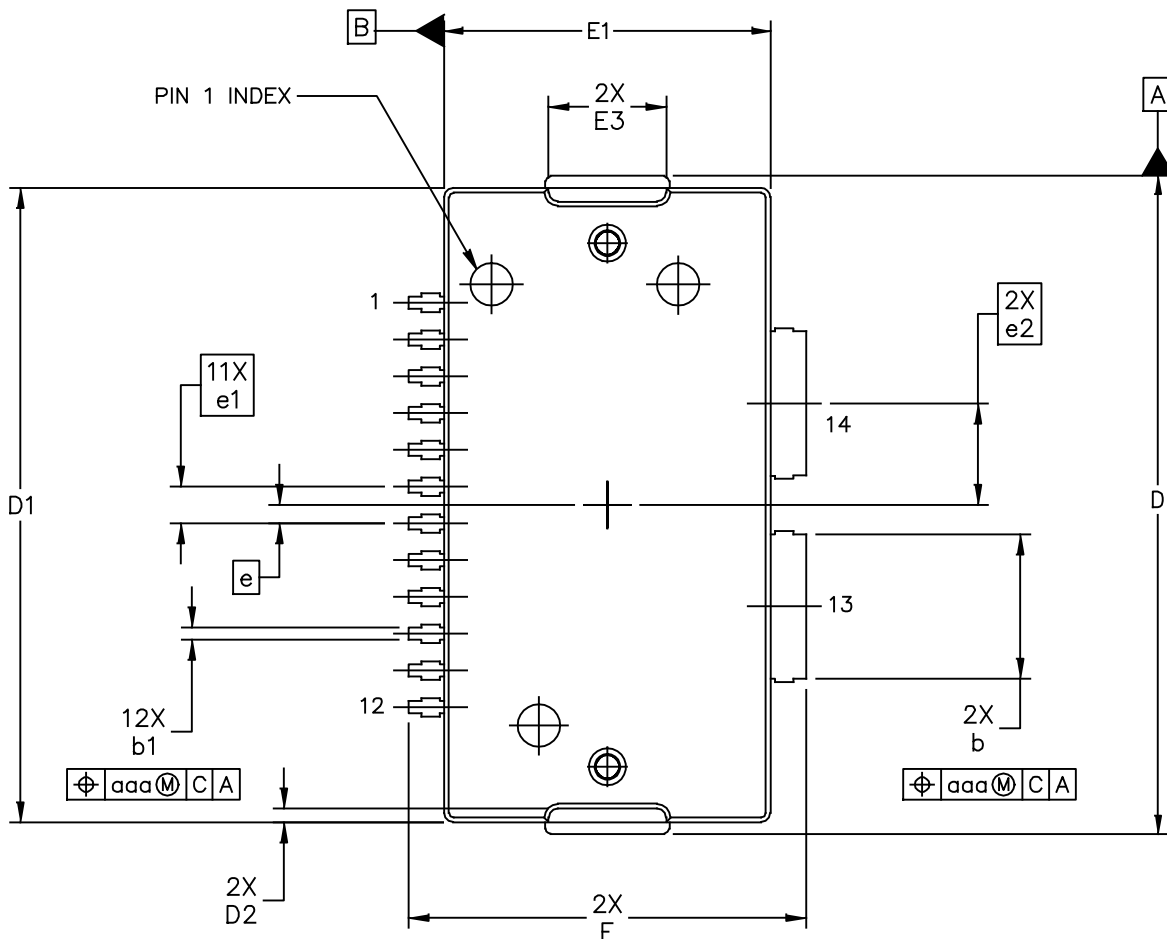 B
E1
PIN 1 INDEX
2X
E3
A
1
2X
e2
11X
e1
14
D1
D
e
13
12
12X
b1
2X
b
aaa Ⓜ C A
aaa Ⓜ C A
2X
D2
2X
F